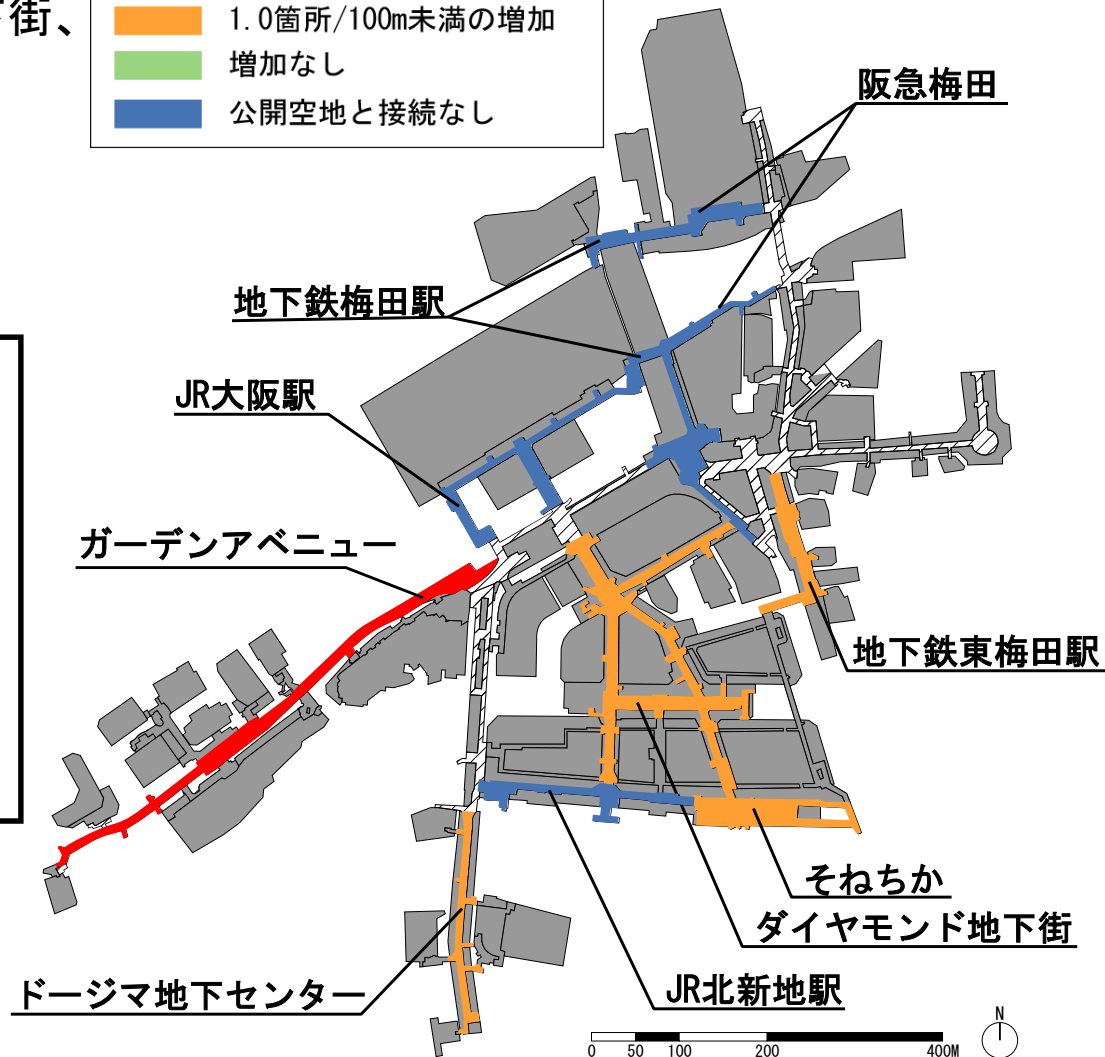 街、
1.0箇所/100m未満の増加
増加なし
公開空地と接続なし
阪急梅田
地下鉄梅田駅
JR大阪駅
ガーデンアベニュー
地下鉄東梅田駅
そねちか
ダイヤモンド地下街
JR北新地駅
ドージマ地下センター
N
0 50 100 200 400M